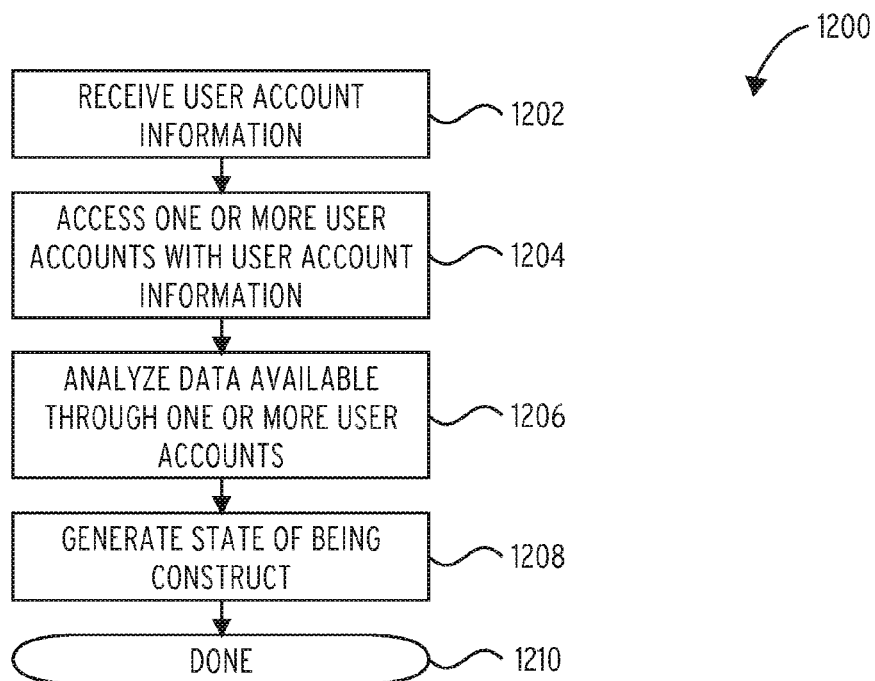 1200
RECEIVE USER ACCOUNT
INFORMATION
1202
ACCESS ONE OR MORE USER
ACCOUNTS WITH USER ACCOUNT
INFORMATION
1204
ANALYZE DATA AVAILABLE
THROUGH ONE OR MORE USER
ACCOUNTS
1206
GENERATE STATE OF BEING
CONSTRUCT
1208
DONE
1210